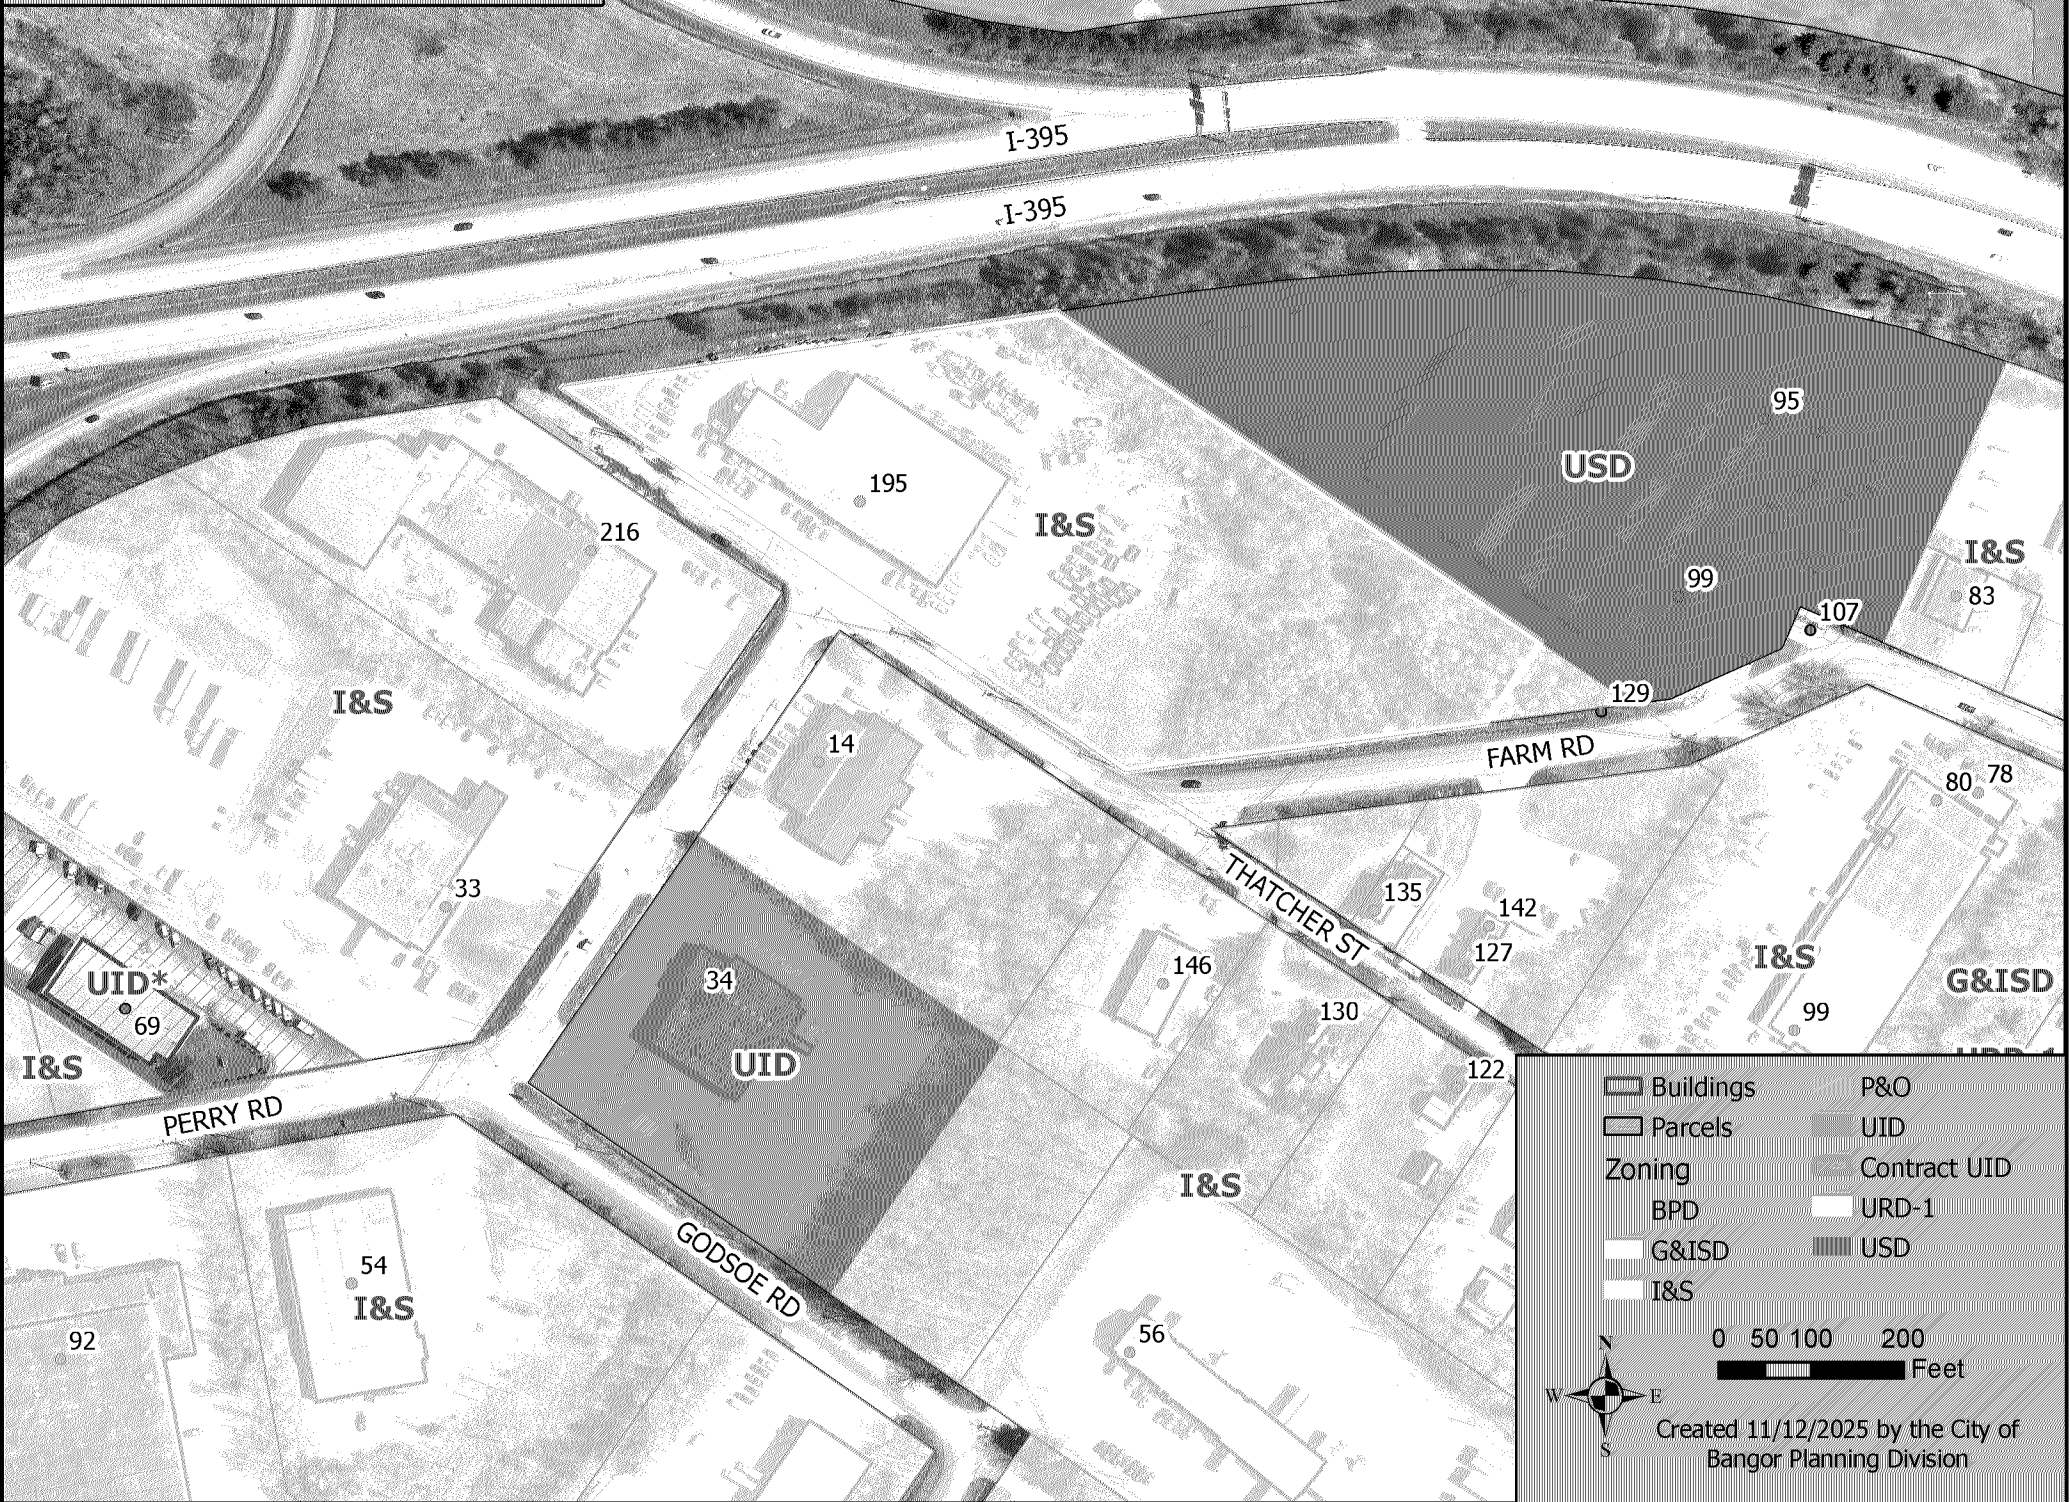 I-395
I-395
95
USD
195
I&S
216
I&S
99
83
107
129
I&S
14
FARM RD
80
78
THATCHER ST
135
33
142
127
I&S
146
G&ISD
34
UID*
69
130
99
UID
I&S
122
PERRY RD
I&S
GODSOE RD
54
I&S
56
92
Buildings
Parcels
Zoning
BPD
G&ISD
I&S
P&O
UID
Contract UID
URD-1
USD
0 50 100 200
Feet
N
W E
S
Created 11/12/2025 by the City of
Bangor Planning Division